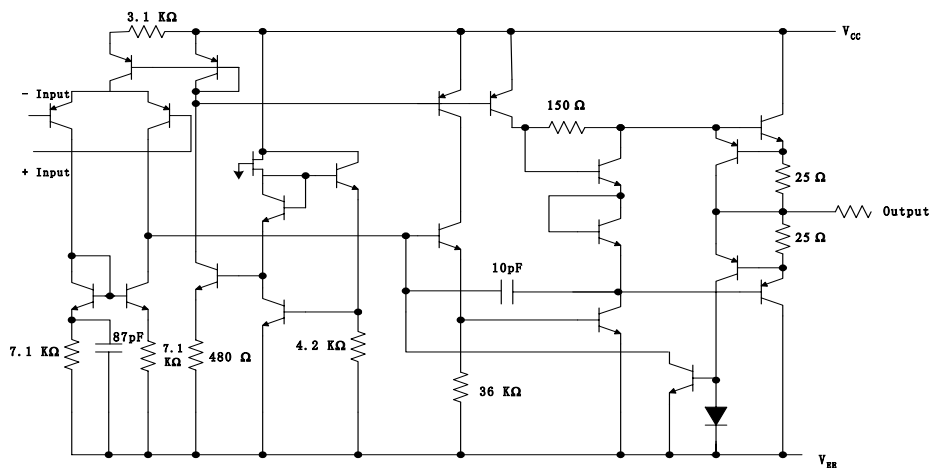 3.1 KΩ
V_CC
- Input
150 Ω
+ Input
25 Ω
Output
25 Ω
10pF
87pF
7.1 KΩ
7.1 KΩ
480 Ω
4.2 KΩ
36 KΩ
V_EE